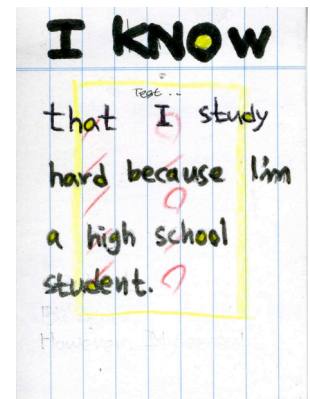 I KNOW
Test...
that I study
hard because I'm
a high school
student.